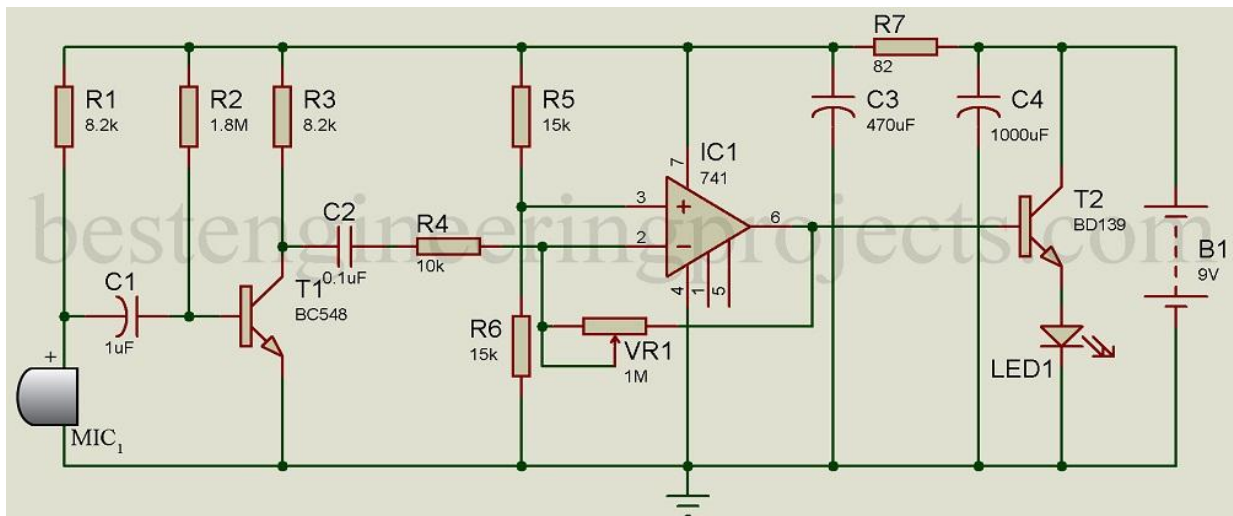 R7
82
R1
8.2k
R2
1.8M
R3
8.2k
R5
15k
C3
470uF
C4
1000uF
IC1
741
7
3
+
2
−
6
4
1
5
T2
BD139
bestengineeringprojects.com
C2
0.1uF
R4
10k
B1
9V
C1
1uF
T1
BC548
R6
15k
VR1
1M
LED1
+
MIC1